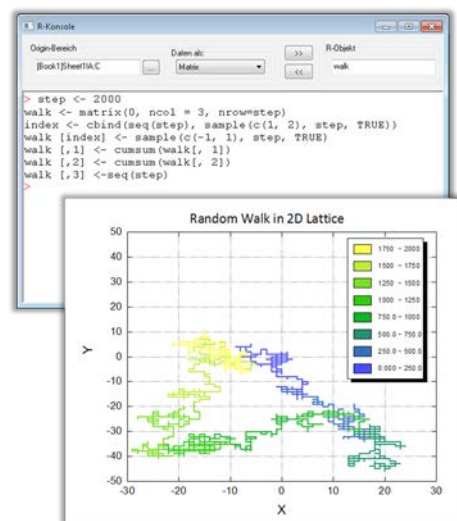 R-Konsole
Origin-Bereich
Daten als:
R-Objekt
[Book1]Sheet1!A:C
...
Matrix
>>
<<
walk
> step <- 2000
walk <- matrix(0, ncol = 3, nrow=step)
index <- cbind(seq(step), sample(c(1, 2), step, TRUE))
walk [index] <- sample(c(-1, 1), step, TRUE)
walk [,1] <- cumsum(walk[, 1])
walk [,2] <- cumsum(walk[, 2])
walk [,3] <-seq(step)
>
Random Walk in 2D Lattice
1750 - 2000
1500 - 1750
1250 - 1500
1000 - 1250
750.0 - 1000
500.0 - 750.0
250.0 - 500.0
0.000 - 250.0
50
40
30
20
10
0
-10
-20
-30
-40
-50
Y
-30 -20 -10 0 10 20 30
X